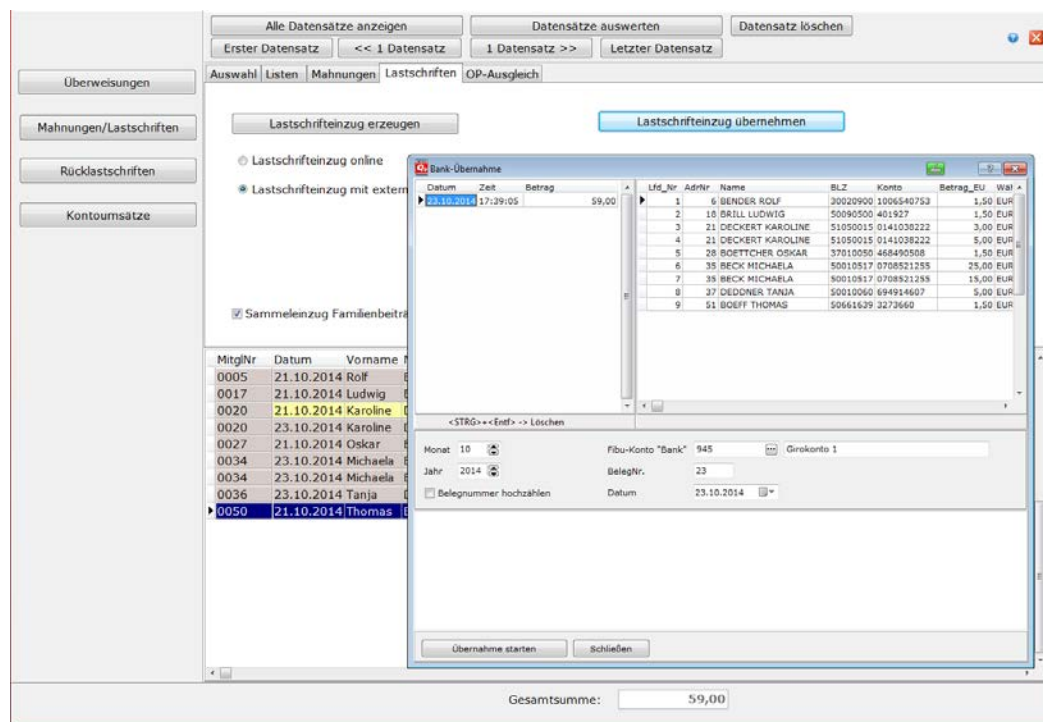 Alle Datensätze anzeigen Datensätze auswerten Datensatz löschen
Erster Datensatz << 1 Datensatz 1 Datensatz >> Letzter Datensatz
Überweisungen
Mahnungen/Lastschriften
Rücklastschriften
Kontoumsätze
Auswahl Listen Mahnungen Lastschriften OP-Ausgleich
Lastschrifteinzug erzeugen Lastschrifteinzug übernehmen
Lastschrifteinzug online
Lastschrifteinzug mit extern
Sammeleinzug Familienbeiträ
MitglNr Datum Vorname
0005 21.10.2014 Rolf
0017 21.10.2014 Ludwig
0020 21.10.2014 Karoline
0020 23.10.2014 Karoline
0027 21.10.2014 Oskar
0034 23.10.2014 Michaela
0034 23.10.2014 Michaela
0036 23.10.2014 Tanja
0050 21.10.2014 Thomas
Bank-Übernahme
Datum Zeit Betrag
23.10.2014 17:39:05 59,00
Lfd_Nr AdrNr Name BLZ Konto Betrag_EU Wäl
1 6 BENDER ROLF 30020900 1006540753 1,50 EUR
2 18 BRILL LUDWIG 50090500 401927 1,50 EUR
3 21 DECKERT KAROLINE 51050015 0141038222 3,00 EUR
4 21 DECKERT KAROLINE 51050015 0141038222 5,00 EUR
5 28 BOETTCHER OSKAR 37010050 468490508 1,50 EUR
6 35 BECK MICHAELA 50010517 0708521255 25,00 EUR
7 35 BECK MICHAELA 50010517 0708521255 15,00 EUR
8 37 DEDDNER TANJA 50010060 694914607 5,00 EUR
9 51 BOEFF THOMAS 50661639 3273660 1,50 EUR
<STRG>+<Entf> -> Löschen
Monat 10 Fibu-Konto "Bank" 945 Girokonto 1
Jahr 2014 BelegNr. 23
Belegnummer hochzählen Datum 23.10.2014
Übernahme starten Schließen
Gesamtsumme: 59,00